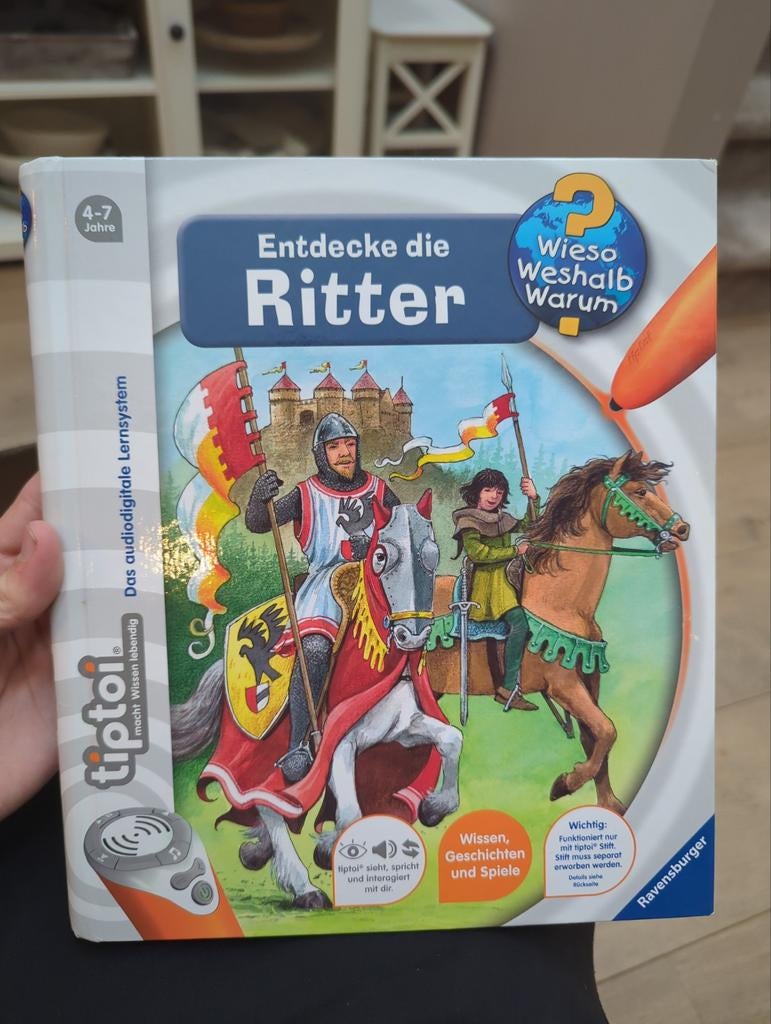 4-7
Jahre
Entdecke die
Ritter
?
Wieso
Weshalb
Warum
tiptoi
Das audiodigitale Lernsystem
tiptoi®
macht Wissen lebendig
tiptoi® sieht, spricht
und interagiert
mit dir.
Wissen,
Geschichten
und Spiele
Wichtig:
Funktioniert nur
mit tiptoi® Stift.
Stift muss separat
erworben werden.
Details siehe
Rückseite
Ravensburger